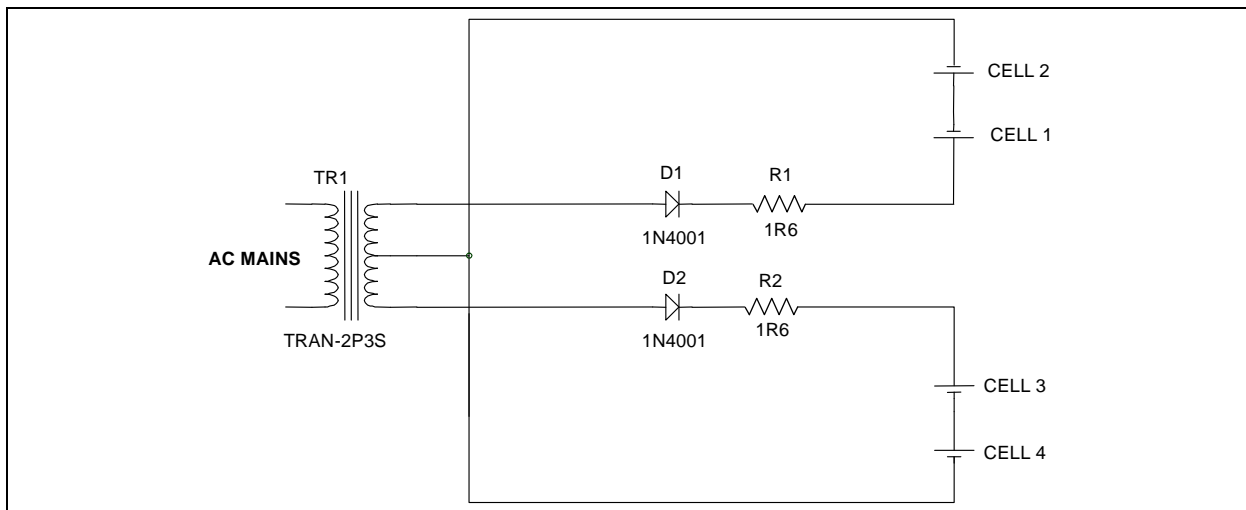 CELL 2
CELL 1
TR1
D1
R1
1N4001
1R6
AC MAINS
D2
R2
1N4001
1R6
TRAN-2P3S
CELL 3
CELL 4